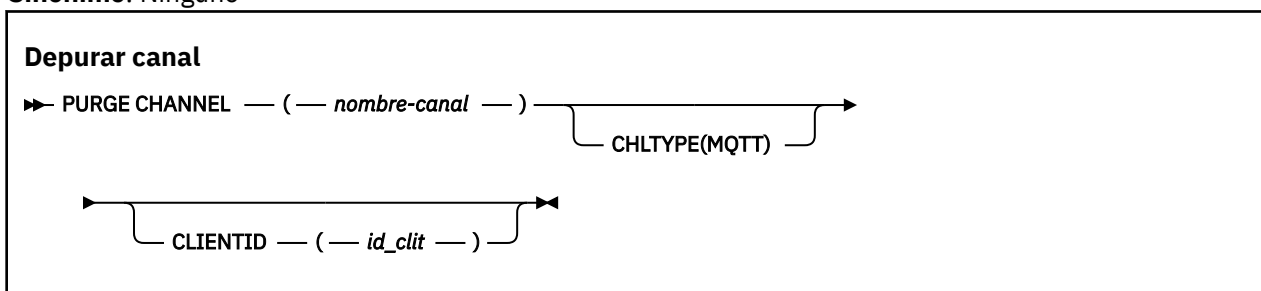 Depurar canal
PURGE CHANNEL ( nombre-canal )
CHLTYPE(MQTT)
CLIENTID ( id_clit )